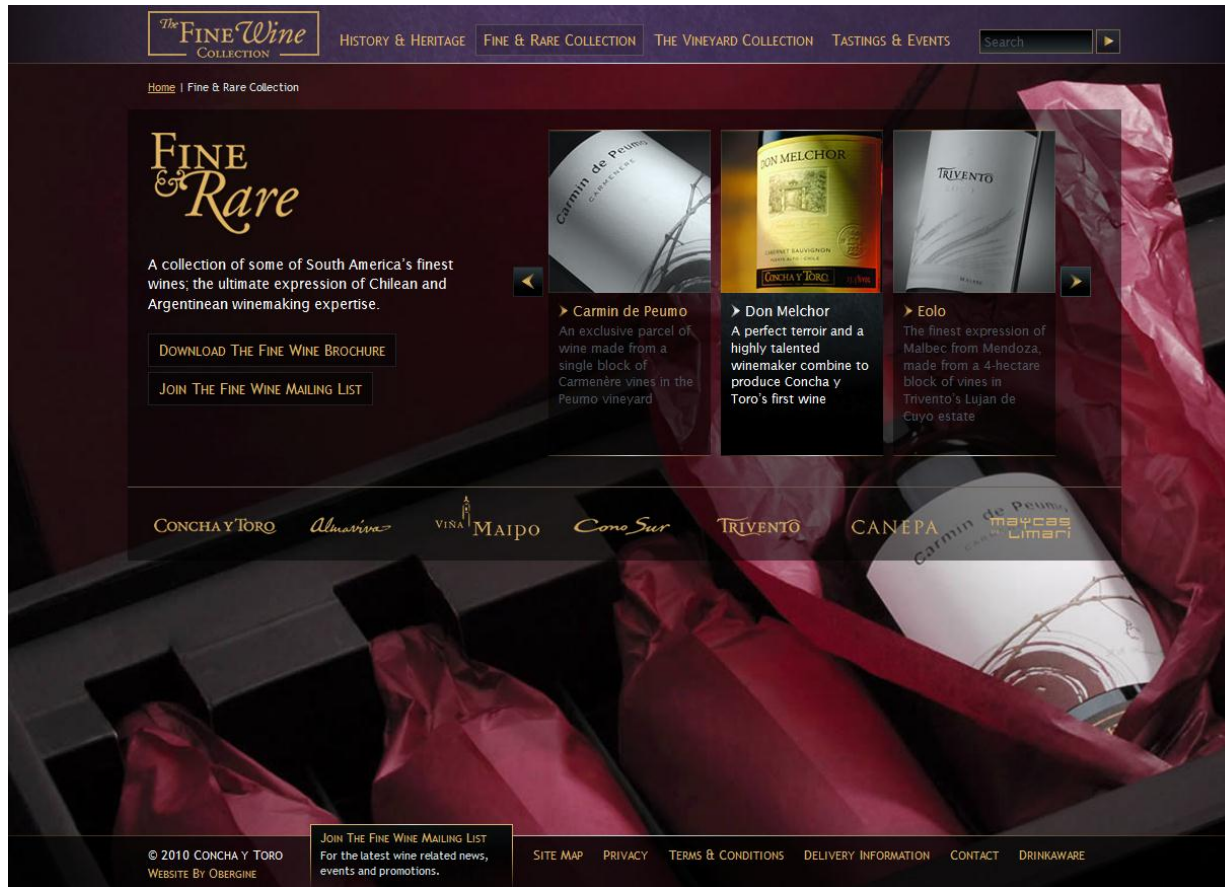 The FINE Wine
COLLECTION
HISTORY & HERITAGE
FINE & RARE COLLECTION
THE VINEYARD COLLECTION
TASTINGS & EVENTS
Search
Home | Fine & Rare Collection
FINE
& Rare
A collection of some of South America's finest
wines; the ultimate expression of Chilean and
Argentinean winemaking expertise.
DOWNLOAD THE FINE WINE BROCHURE
JOIN THE FINE WINE MAILING LIST
Carmin de Peumo
CARMENERE
Carmin de Peumo
An exclusive parcel of
wine made from a
single block of
Carmenère vines in the
Peumo vineyard
DON MELCHOR
CABERNET SAUVIGNON
CONCHA Y TORO
Don Melchor
A perfect terroir and a
highly talented
winemaker combine to
produce Concha y
Toro's first wine
TRIVENTO
Eolo
The finest expression of
Malbec from Mendoza,
made from a 4-hectare
block of vines in
Trivento's Lujan de
Cuyo estate
CONCHA Y TORO
Almaviva
VIÑA MAIPO
Cono Sur
TRIVENTO
CANEPA
maycas
Limari
Carmin de Peumo
© 2010 CONCHA Y TORO
WEBSITE BY OBERGINE
JOIN THE FINE WINE MAILING LIST
For the latest wine related news,
events and promotions.
SITE MAP
PRIVACY
TERMS & CONDITIONS
DELIVERY INFORMATION
CONTACT
DRINKAWARE